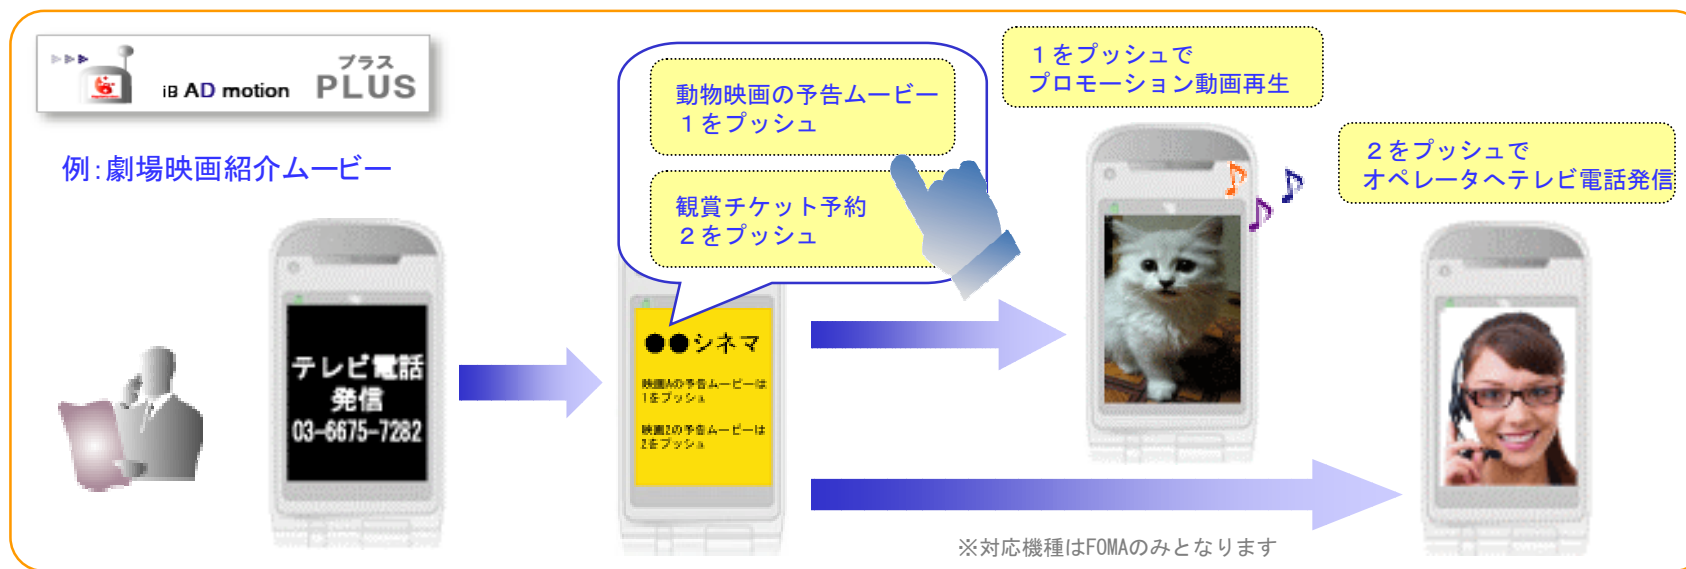 iB AD motion
プラス
PLUS
例：劇場映画紹介ムービー
テレビ電話
発信
03-6675-7282
動物映画の予告ムービー
１をプッシュ
観賞チケット予約
２をプッシュ
●●シネマ
映画Aの予告ムービーは
1をプッシュ
映画2の予告ムービーは
2をプッシュ
１をプッシュで
プロモーション動画再生
２をプッシュで
オペレータへテレビ電話発信
※対応機種はFOMAのみとなります